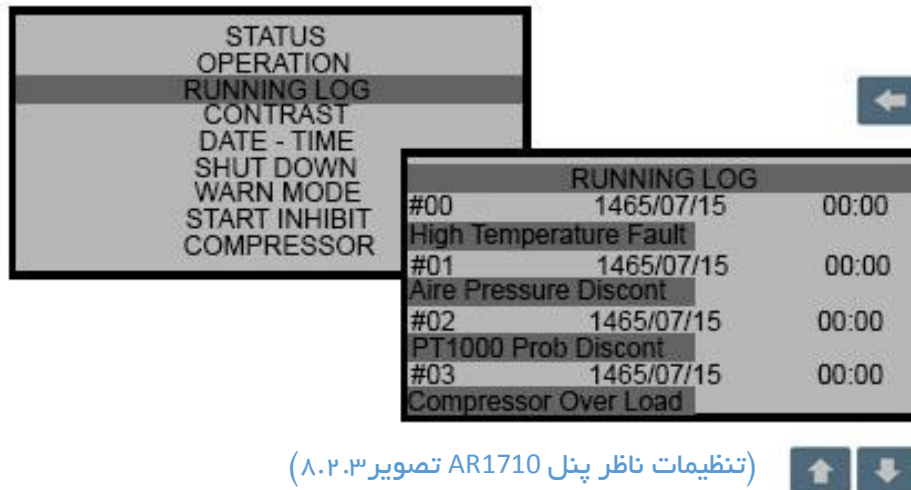 STATUS
OPERATION
RUNNING LOG
CONTRAST
DATE - TIME
SHUT DOWN
WARN MODE
START INHIBIT
COMPRESSOR
RUNNING LOG
#00 1465/07/15 00:00
High Temperature Fault
#01 1465/07/15 00:00
Aire Pressure Discont
#02 1465/07/15 00:00
PT1000 Prob Discont
#03 1465/07/15 00:00
Compressor Over Load
(تنظیمات ناظر پنل AR1710 تصویر۸.۲.۳)